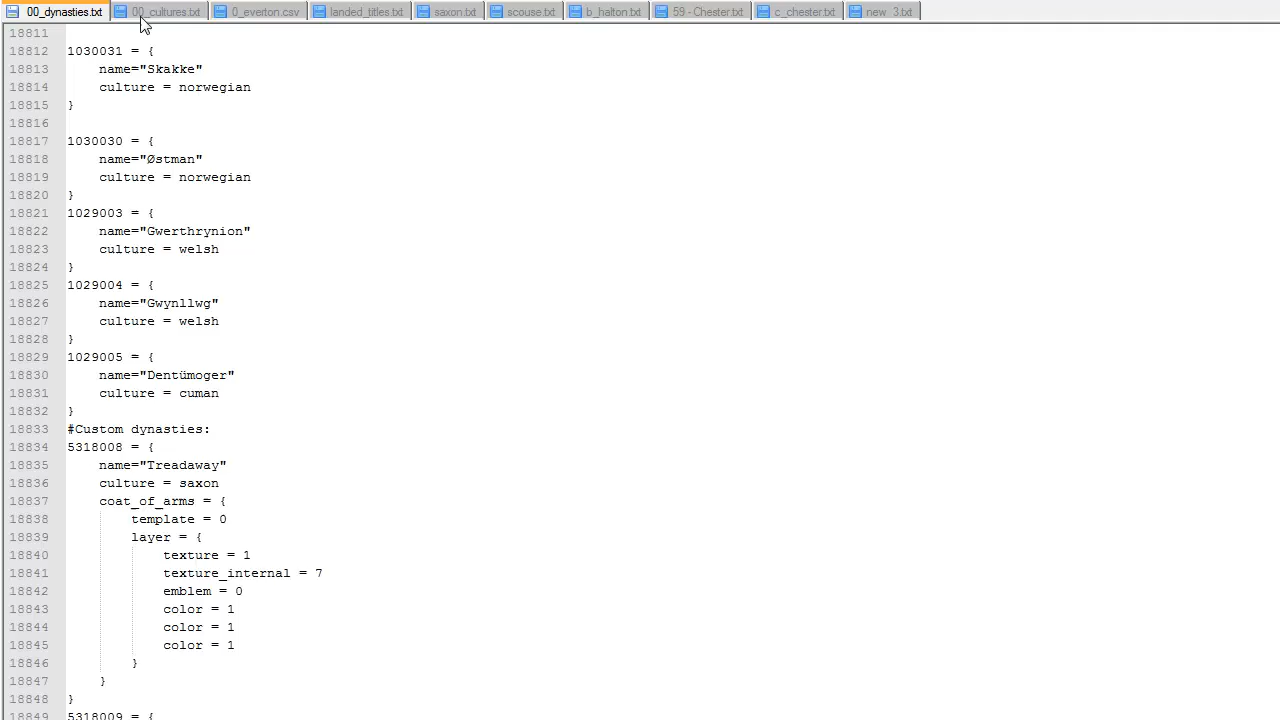 00_dynasties.txt 00_cultures.txt 0_everton.csv landed_titles.txt saxon.txt scouse.txt b_halton.txt 59 - Chester.txt c_chester.txt new 3.txt
18811
18812 1030031 = {
18813 name="Skakke"
18814 culture = norwegian
18815 }
18816
18817 1030030 = {
18818 name="Østman"
18819 culture = norwegian
18820 }
18821 1029003 = {
18822 name="Gwerthrynion"
18823 culture = welsh
18824 }
18825 1029004 = {
18826 name="Gwynllwg"
18827 culture = welsh
18828 }
18829 1029005 = {
18830 name="Dentümoger"
18831 culture = cuman
18832 }
18833 #Custom dynasties:
18834 5318008 = {
18835 name="Treadaway"
18836 culture = saxon
18837 coat_of_arms = {
18838 template = 0
18839 layer = {
18840 texture = 1
18841 texture_internal = 7
18842 emblem = 0
18843 color = 1
18844 color = 1
18845 color = 1
18846 }
18847 }
18848 }
18849 5318009 = {